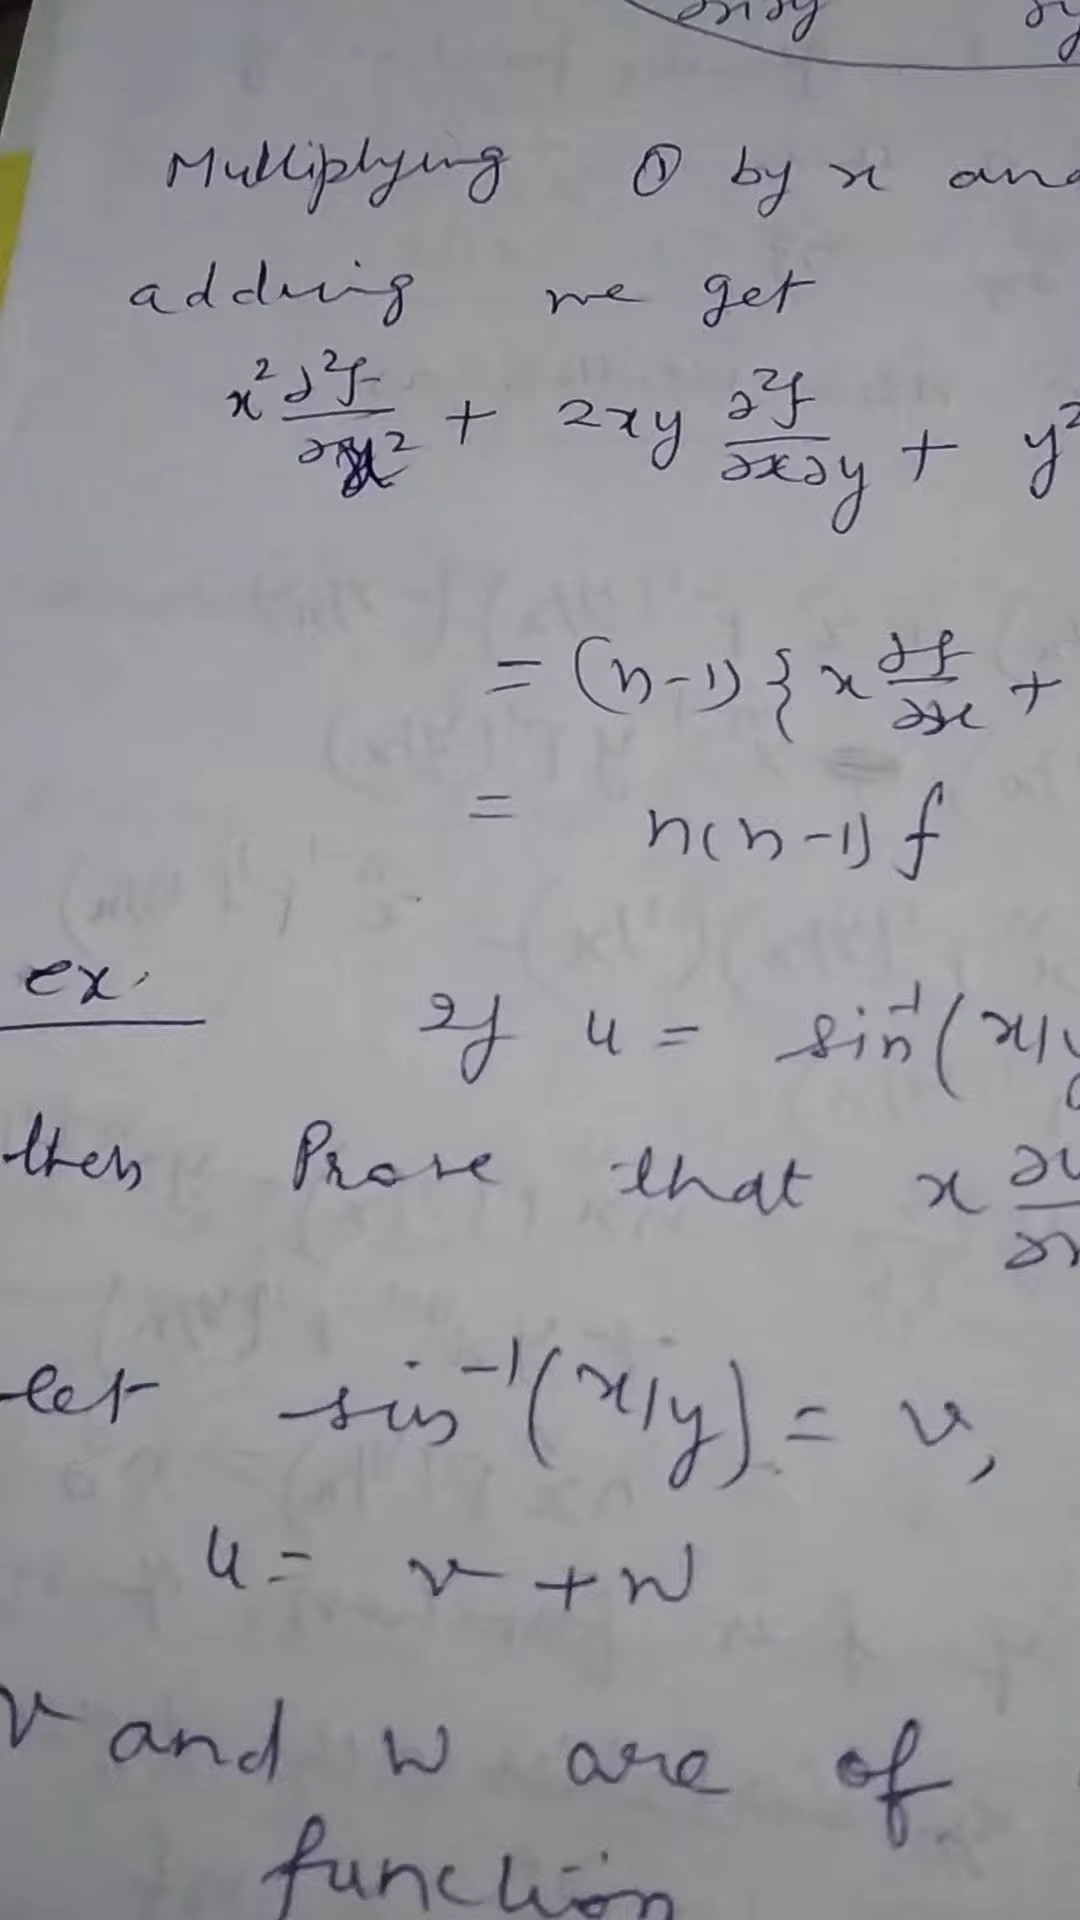 Multiplying ① by x and
adding we get
x² ∂²f/∂x² + 2xy ∂²f/∂x∂y + y²
= (n-1) { x ∂f/∂x +
= n(n-1) f
ex.
If u = sin⁻¹(x/y
then Prove that x ∂u/∂x
let sin⁻¹(x/y) = v,
u = v + w
v and w are of
function